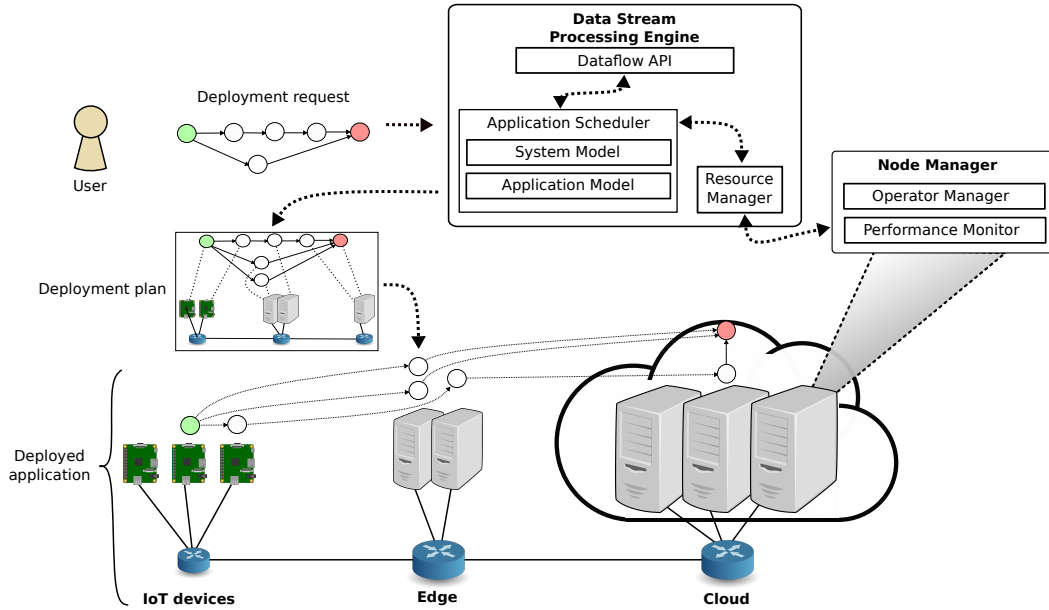 Data Stream
Processing Engine
Dataflow API
Deployment request
Application Scheduler
System Model
Application Model
Resource
Manager
User
Node Manager
Operator Manager
Performance Monitor
Deployment plan
Deployed
application
IoT devices
Edge
Cloud